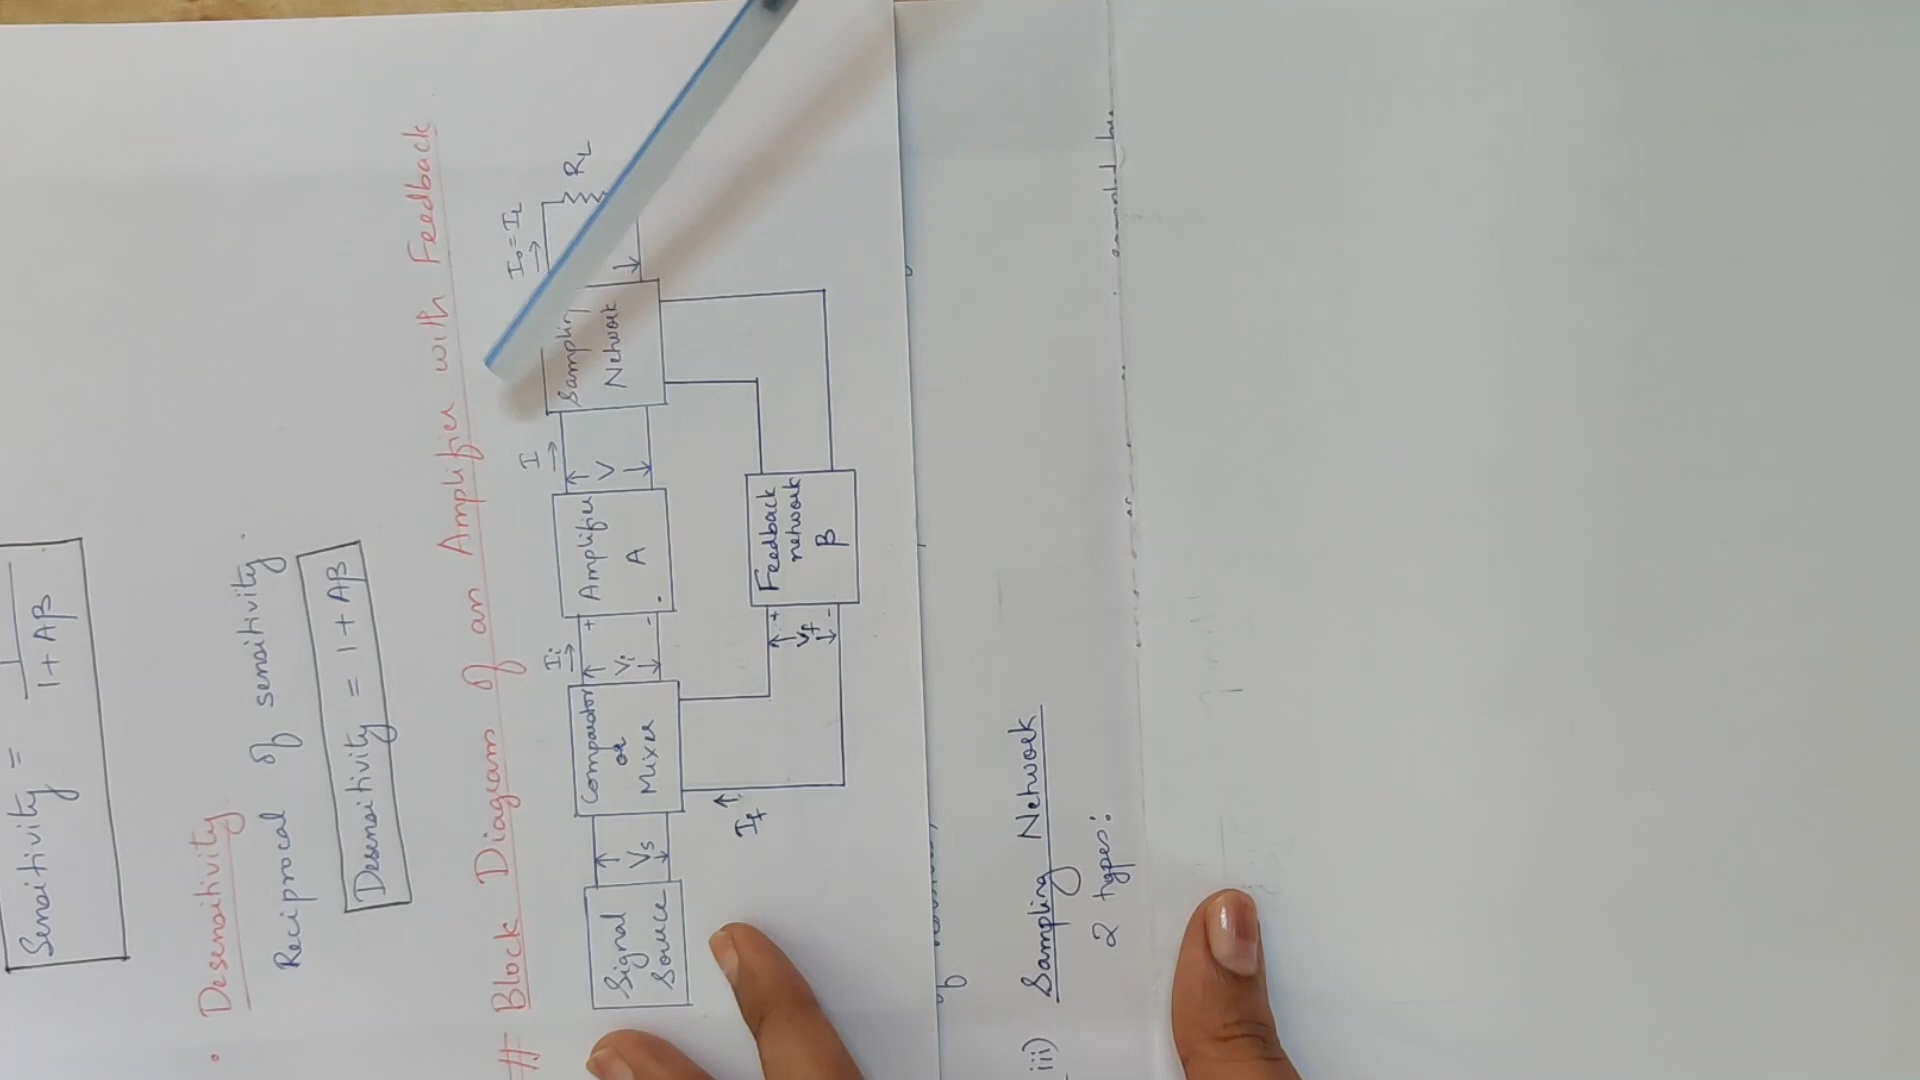 Sensitivity = 1
1 + Aβ
• Desensitivity
Reciprocal of sensitivity.
Desensitivity = 1 + Aβ
# Block Diagram of an Amplifier with Feedback
Io = IL
RL
I
Ii
Signal Source
Vs
Comparator or Mixer
+ Vi -
Amplifier A
V
Samplin
Network
If
+ Vf -
Feedback network β
of
iii) Sampling Network
2 types: